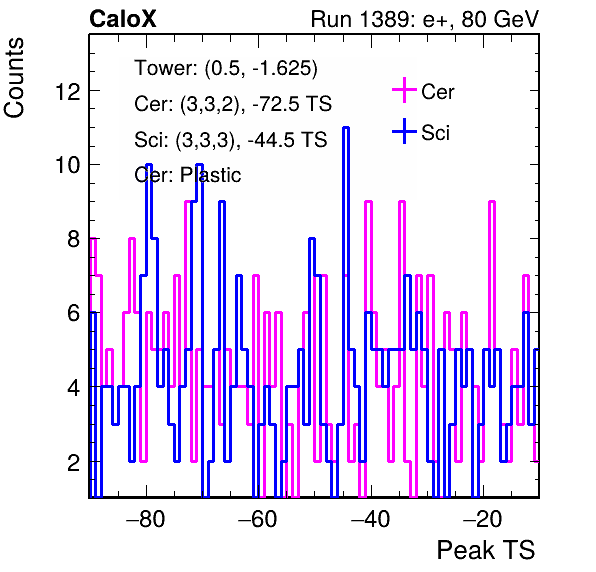 CaloX Run 1389: e+, 80 GeV
Counts
Tower: (0.5, -1.625)
Cer: (3,3,2), -72.5 TS
Sci: (3,3,3), -44.5 TS
Cer: Plastic
Cer
Sci
12
10
8
6
4
2
−80 −60 −40 −20
Peak TS